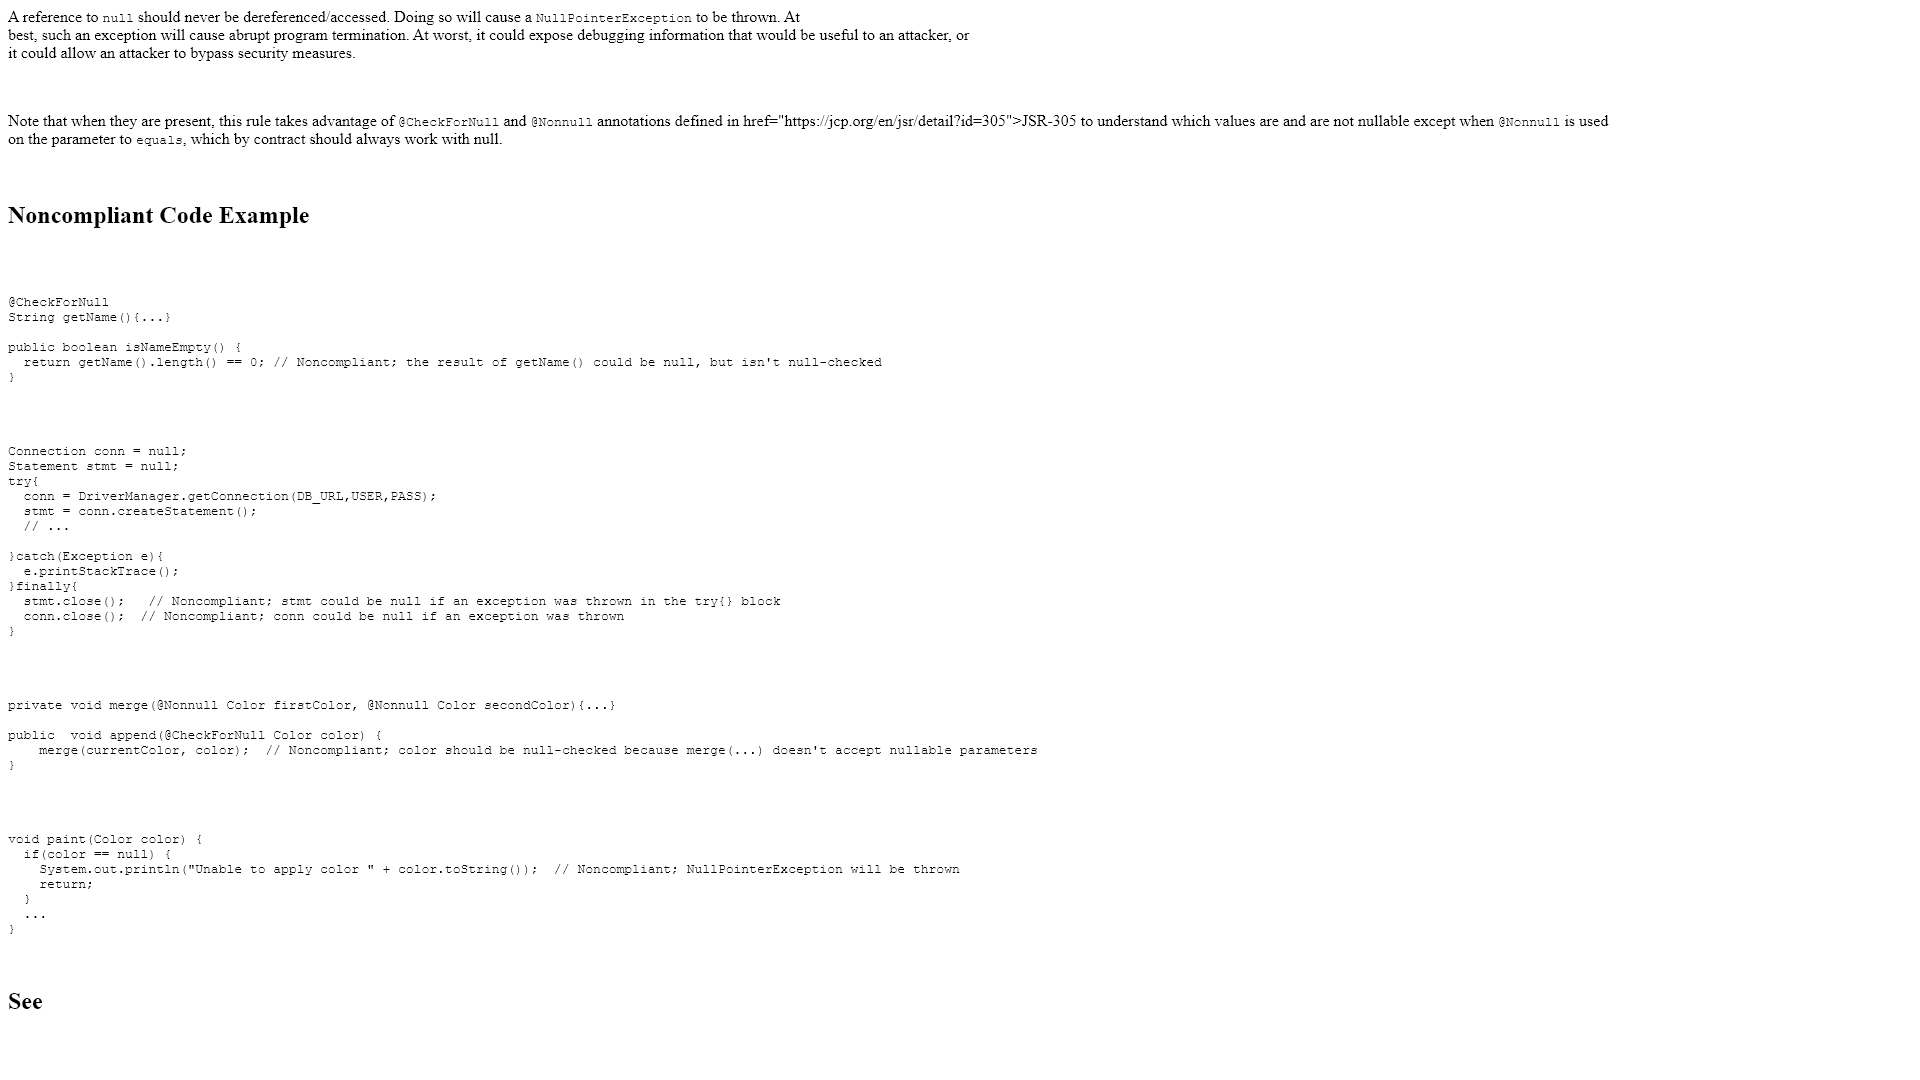 A reference to null should never be dereferenced/accessed. Doing so will cause a NullPointerException to be thrown. At
best, such an exception will cause abrupt program termination. At worst, it could expose debugging information that would be useful to an attacker, or
it could allow an attacker to bypass security measures.
Note that when they are present, this rule takes advantage of @CheckForNull and @Nonnull annotations defined in href="https://jcp.org/en/jsr/detail?id=305">JSR-305 to understand which values are and are not nullable except when @Nonnull is used
on the parameter to equals, which by contract should always work with null.
Noncompliant Code Example
@CheckForNull
String getName(){...}
public boolean isNameEmpty() {
  return getName().length() == 0; // Noncompliant; the result of getName() could be null, but isn't null-checked
}
Connection conn = null;
Statement stmt = null;
try{
  conn = DriverManager.getConnection(DB_URL,USER,PASS);
  stmt = conn.createStatement();
  // ...
}catch(Exception e){
  e.printStackTrace();
}finally{
  stmt.close();   // Noncompliant; stmt could be null if an exception was thrown in the try{} block
  conn.close();  // Noncompliant; conn could be null if an exception was thrown
}
private void merge(@Nonnull Color firstColor, @Nonnull Color secondColor){...}
public  void append(@CheckForNull Color color) {
    merge(currentColor, color);  // Noncompliant; color should be null-checked because merge(...) doesn't accept nullable parameters
}
void paint(Color color) {
  if(color == null) {
    System.out.println("Unable to apply color " + color.toString());  // Noncompliant; NullPointerException will be thrown
    return;
  }
  ...
}
See